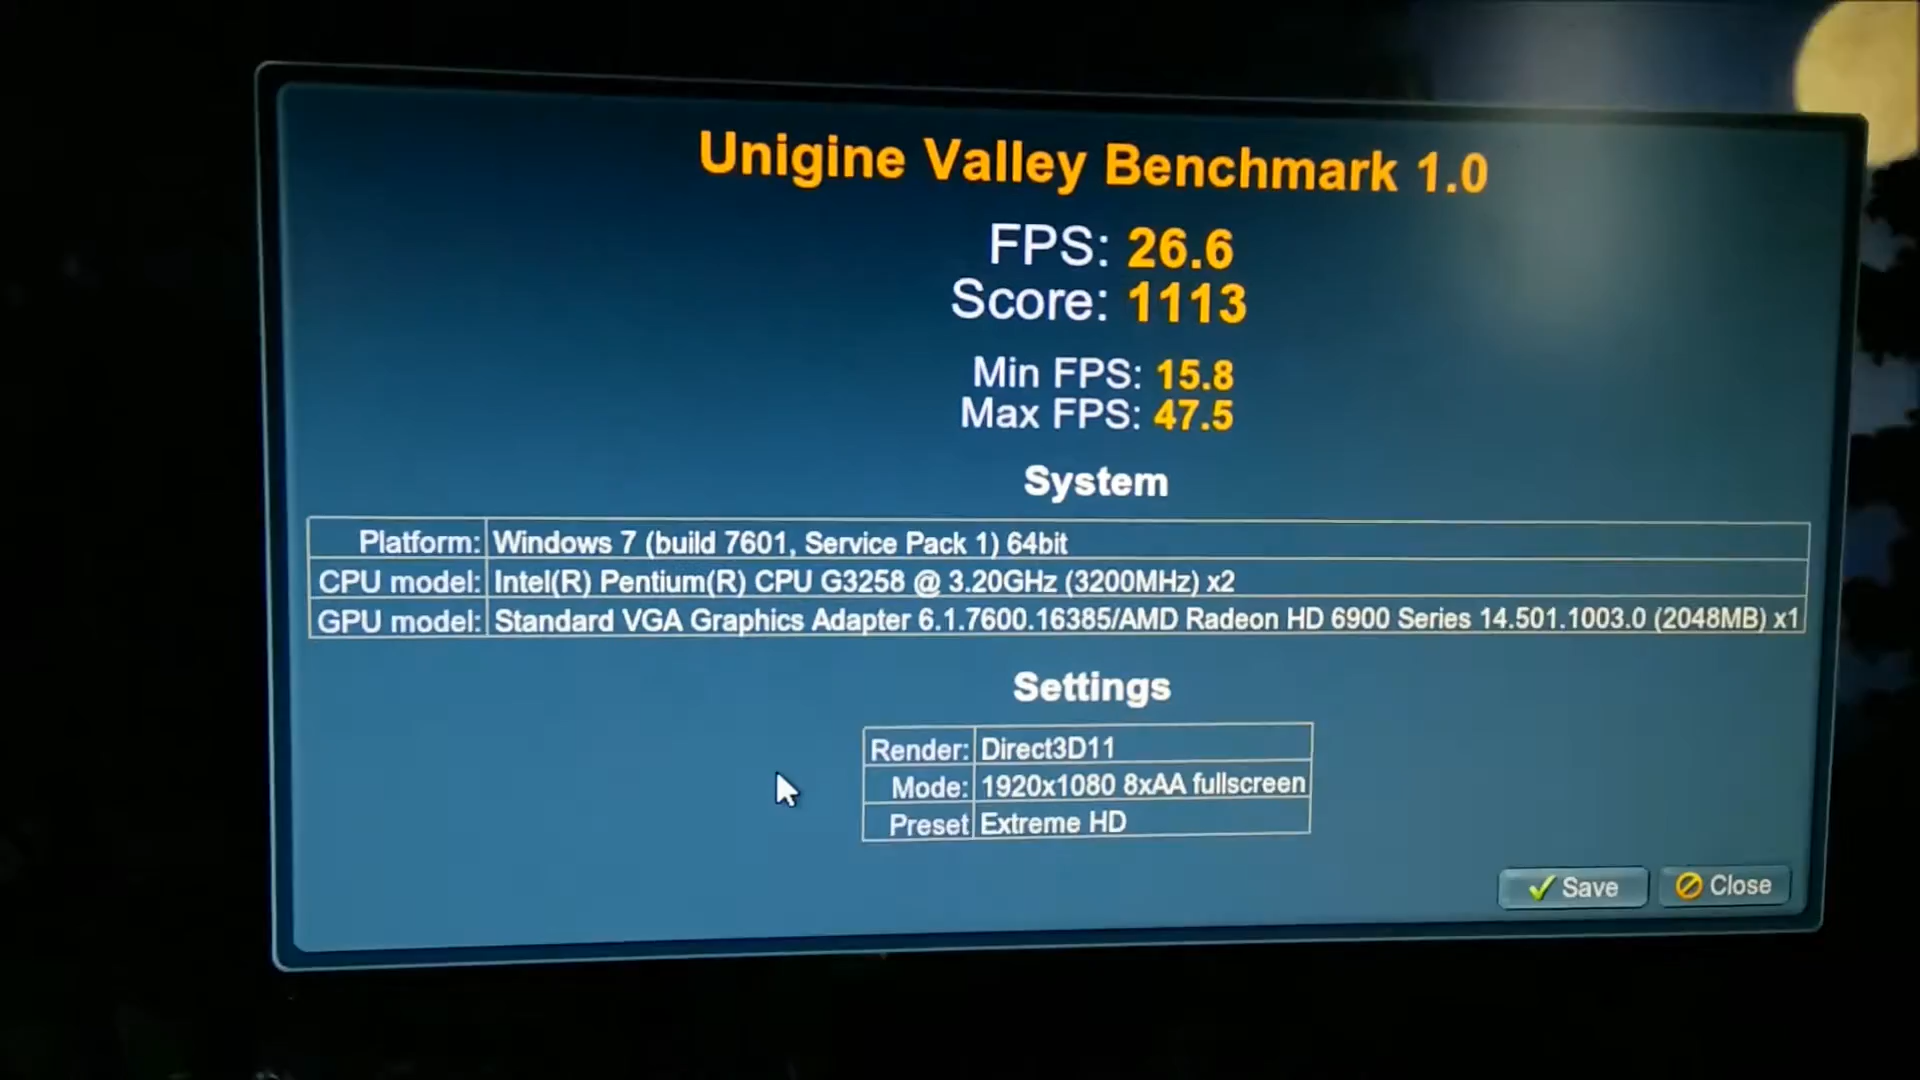 Unigine Valley Benchmark 1.0
FPS: 26.6
Score: 1113
Min FPS: 15.8
Max FPS: 47.5
System
Platform: Windows 7 (build 7601, Service Pack 1) 64bit
CPU model: Intel(R) Pentium(R) CPU G3258 @ 3.20GHz (3200MHz) x2
GPU model: Standard VGA Graphics Adapter 6.1.7600.16385/AMD Radeon HD 6900 Series 14.501.1003.0 (2048MB) x1
Settings
Render: Direct3D11
Mode: 1920x1080 8xAA fullscreen
Preset Extreme HD
Save Close